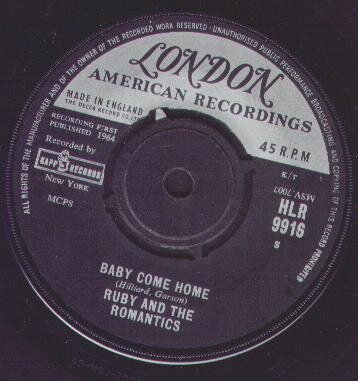 ALL RIGHTS OF THE MANUFACTURER AND OF THE OWNER OF THE RECORDED WORK RESERVED · UNAUTHORISED PUBLIC PERFORMANCE BROADCASTING AND COPYING OF THIS RECORD PROHIBITED
LONDON
AMERICAN RECORDINGS
MADE IN ENGLAND
THE DECCA RECORD CO. LTD.
45 R.P.M
RECORDING FIRST
PUBLISHED 1964
K/T
Recorded by
MSV.7007
KAPP RECORDS
New York
HLR
9916
MCPS
S
BABY COME HOME
(Hilliard, Garson)
RUBY AND THE
ROMANTICS